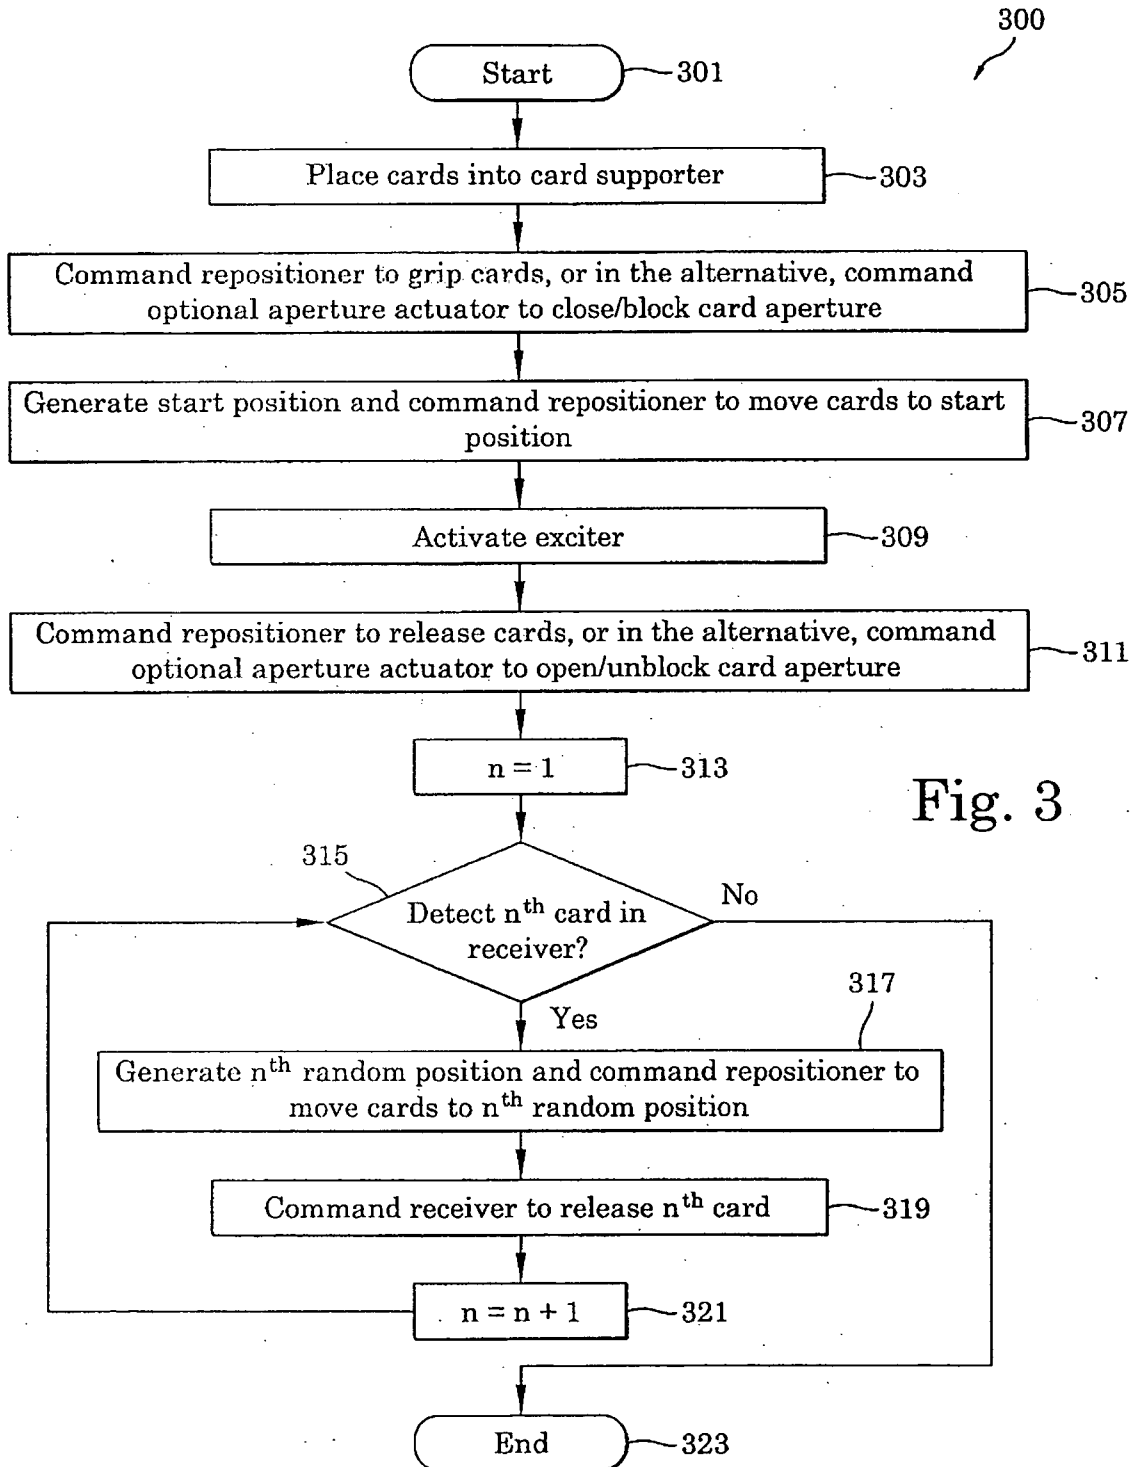 300
Start
301
Place cards into card supporter
303
Command repositioner to grip cards, or in the alternative, command
optional aperture actuator to close/block card aperture
305
Generate start position and command repositioner to move cards to start
position
307
Activate exciter
309
Command repositioner to release cards, or in the alternative, command
optional aperture actuator to open/unblock card aperture
311
n = 1
313
Fig. 3
315
Detect nth card in
receiver?
No
Yes
317
Generate nth random position and command repositioner to
move cards to nth random position
Command receiver to release nth card
319
n = n + 1
321
End
323